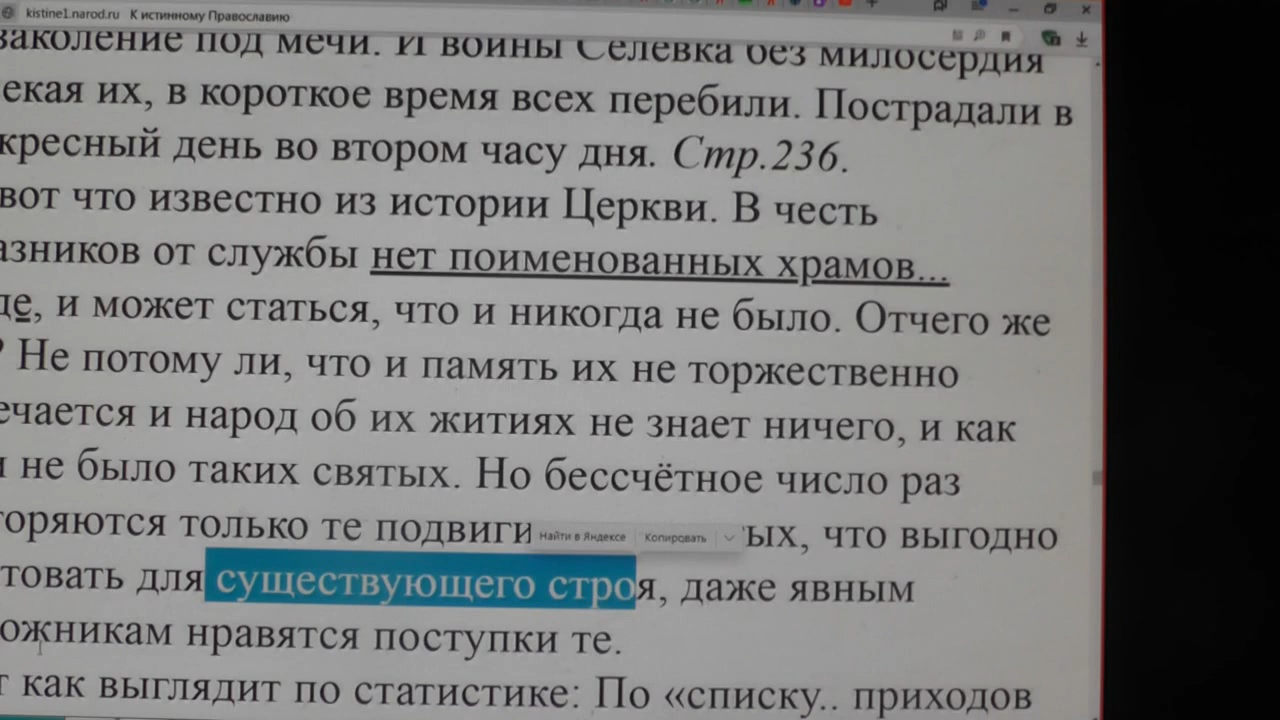 kistine1.narod.ru К истинному Православию
заколение под мечи. И воины Селевка без милосердия
екая их, в короткое время всех перебили. Пострадали в
кресный день во втором часу дня. Стр.236.
вот что известно из истории Церкви. В честь
азников от службы нет поименованных храмов...
де, и может статься, что и никогда не было. Отчего же
? Не потому ли, что и память их не торжественно
ечается и народ об их житиях не знает ничего, и как
и не было таких святых. Но бессчётное число раз
торяются только те подвиги тых, что выгодно
Найти в Яндексе Копировать
товать для существующего строя, даже явным
ожникам нравятся поступки те.
т как выглядит по статистике: По «списку.. приходов